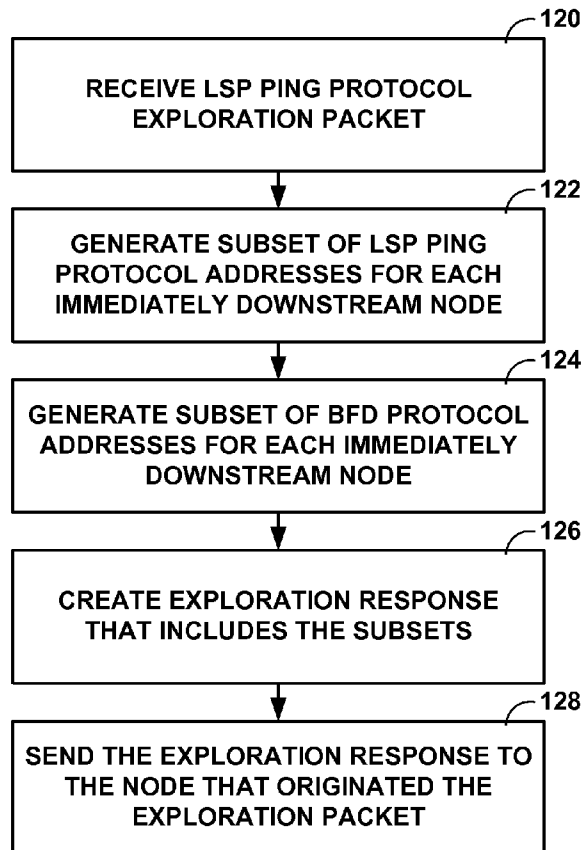 120
RECEIVE LSP PING PROTOCOL
EXPLORATION PACKET
122
GENERATE SUBSET OF LSP PING
PROTOCOL ADDRESSES FOR EACH
IMMEDIATELY DOWNSTREAM NODE
124
GENERATE SUBSET OF BFD PROTOCOL
ADDRESSES FOR EACH IMMEDIATELY
DOWNSTREAM NODE
126
CREATE EXPLORATION RESPONSE
THAT INCLUDES THE SUBSETS
128
SEND THE EXPLORATION RESPONSE TO
THE NODE THAT ORIGINATED THE
EXPLORATION PACKET